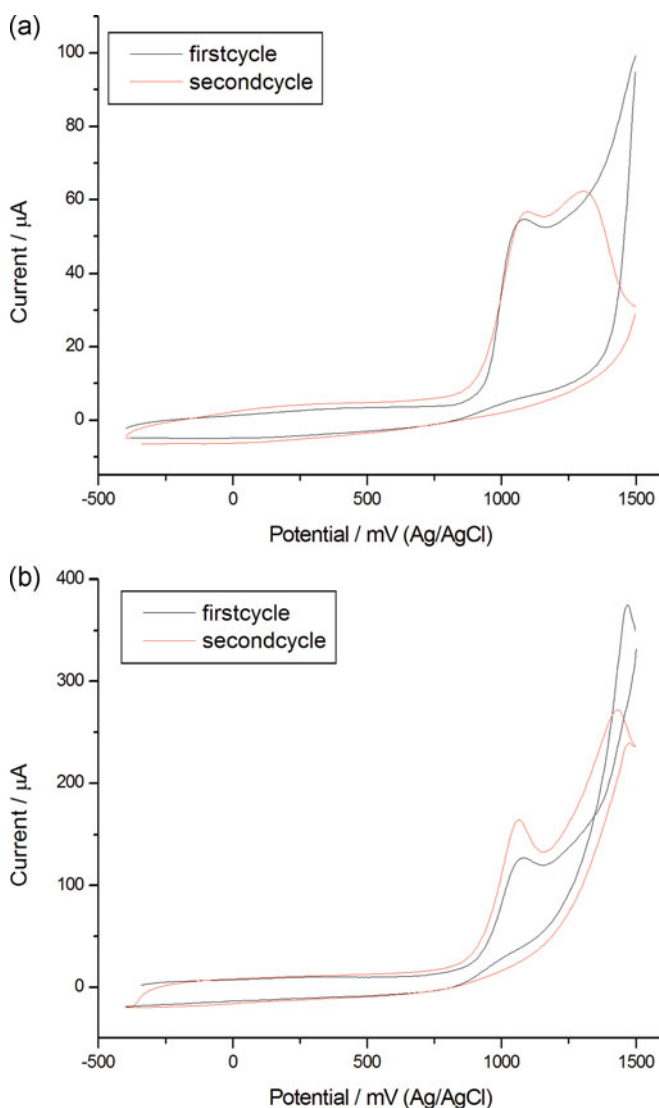 (a)
firstcycle
secondcycle
100
80
60
40
20
0
Current / µA
-500
0
500
1000
1500
Potential / mV (Ag/AgCl)
(b)
firstcycle
secondcycle
400
300
200
100
0
Current / µA
-500
0
500
1000
1500
Potential / mV (Ag/AgCl)